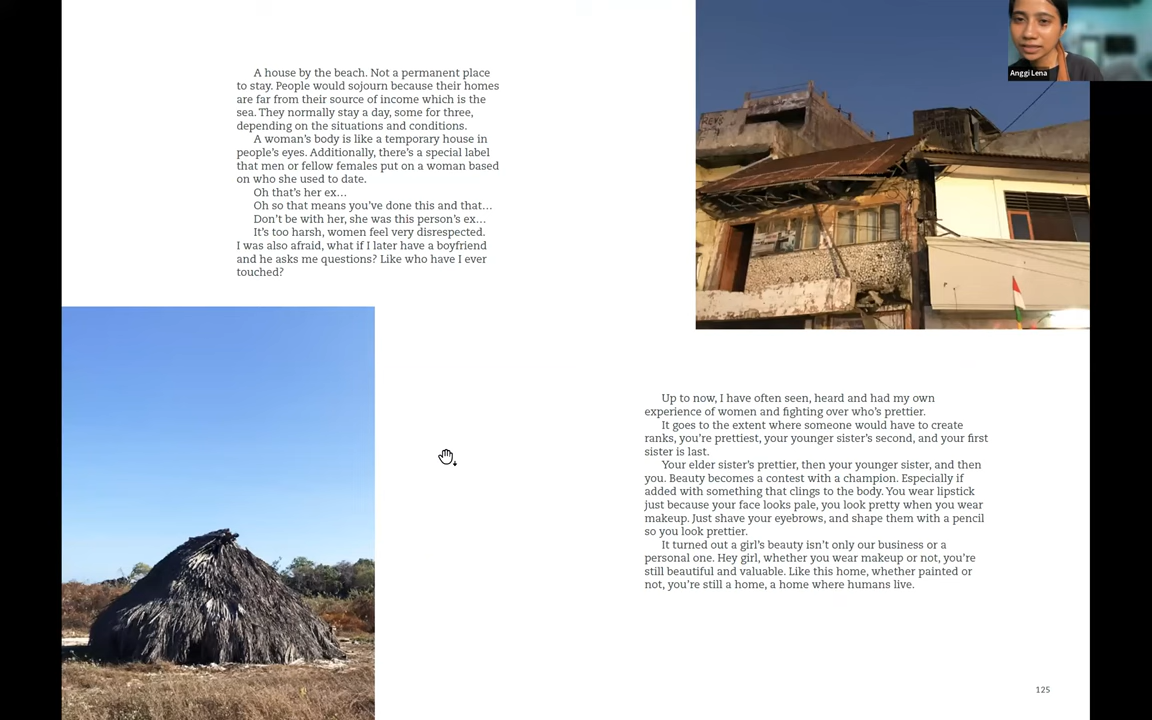 A house by the beach. Not a permanent place
to stay. People would sojourn because their homes
are far from their source of income which is the
sea. They normally stay a day, some for three,
depending on the situations and conditions.
A woman's body is like a temporary house in
people's eyes. Additionally, there's a special label
that men or fellow females put on a woman based
on who she used to date.
Oh that's her ex...
Oh so that means you've done this and that...
Don't be with her, she was this person's ex...
It's too harsh, women feel very disrespected.
I was also afraid, what if I later have a boyfriend
and he asks me questions? Like who have I ever
touched?
Anggi Lena
Up to now, I have often seen, heard and had my own
experience of women and fighting over who's prettier.
It goes to the extent where someone would have to create
ranks, you're prettiest, your younger sister's second, and your first
sister is last.
Your elder sister's prettier, then your younger sister, and then
you. Beauty becomes a contest with a champion. Especially if
added with something that clings to the body. You wear lipstick
just because your face looks pale, you look pretty when you wear
makeup. Just shave your eyebrows, and shape them with a pencil
so you look prettier.
It turned out a girl's beauty isn't only our business or a
personal one. Hey girl, whether you wear makeup or not, you're
still beautiful and valuable. Like this home, whether painted or
not, you're still a home, a home where humans live.
125